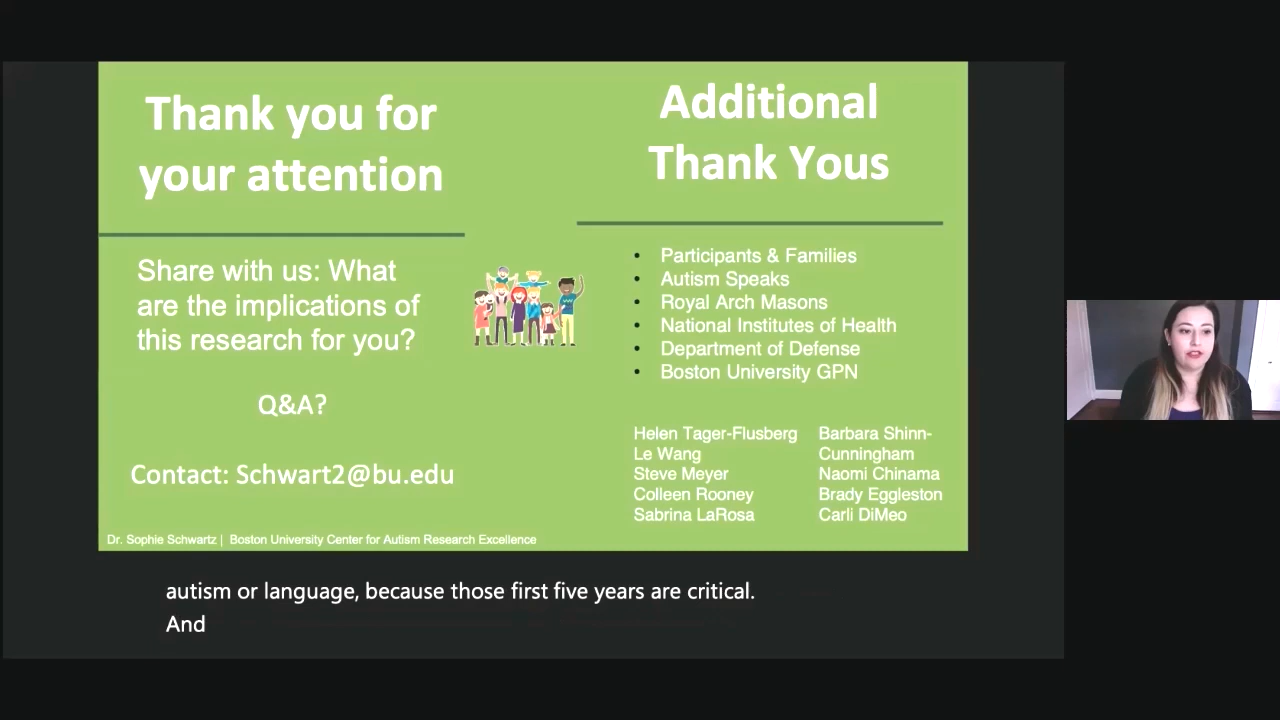 Thank you for
your attention
Share with us: What
are the implications of
this research for you?
Q&A?
Contact: Schwart2@bu.edu
Dr. Sophie Schwartz | Boston University Center for Autism Research Excellence
Additional
Thank Yous
• Participants & Families
• Autism Speaks
• Royal Arch Masons
• National Institutes of Health
• Department of Defense
• Boston University GPN
Helen Tager-Flusberg
Le Wang
Steve Meyer
Colleen Rooney
Sabrina LaRosa
Barbara Shinn-
Cunningham
Naomi Chinama
Brady Eggleston
Carli DiMeo
autism or language, because those first five years are critical.
And